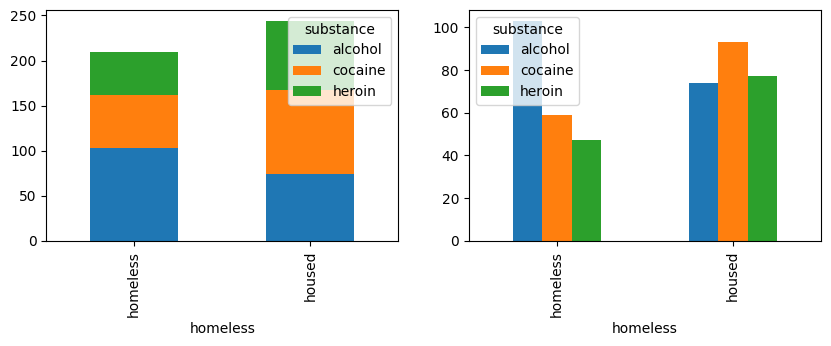 250
200
150
100
50
0
substance
alcohol
cocaine
heroin
homeless
housed
homeless
100
80
60
40
20
0
substance
alcohol
cocaine
heroin
homeless
housed
homeless